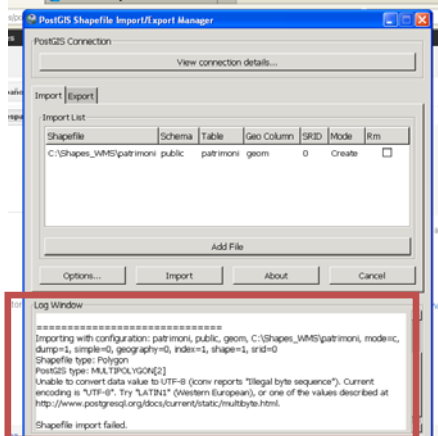 PostGIS Shapefile Import/Export Manager
PostGIS Connection
View connection details...
Import Export
Import List
Shapefile Schema Table Geo Column SRID Mode Rm
C:\Shapes_WMS\patrimoni public patrimoni geom 0 Create
Add File
Options... Import About Cancel
Log Window
==============================
Importing with configuration: patrimoni, public, geom, C:\Shapes_WMS\patrimoni, mode=c,
dump=1, simple=0, geography=0, index=1, shape=1, srid=0
Shapefile type: Polygon
PostGIS type: MULTIPOLYGON[2]
Unable to convert data value to UTF-8 (iconv reports "Illegal byte sequence"). Current
encoding is "UTF-8". Try "LATIN1" (Western European), or one of the values described at
http://www.postgresql.org/docs/current/static/multibyte.html.
Shapefile import failed.